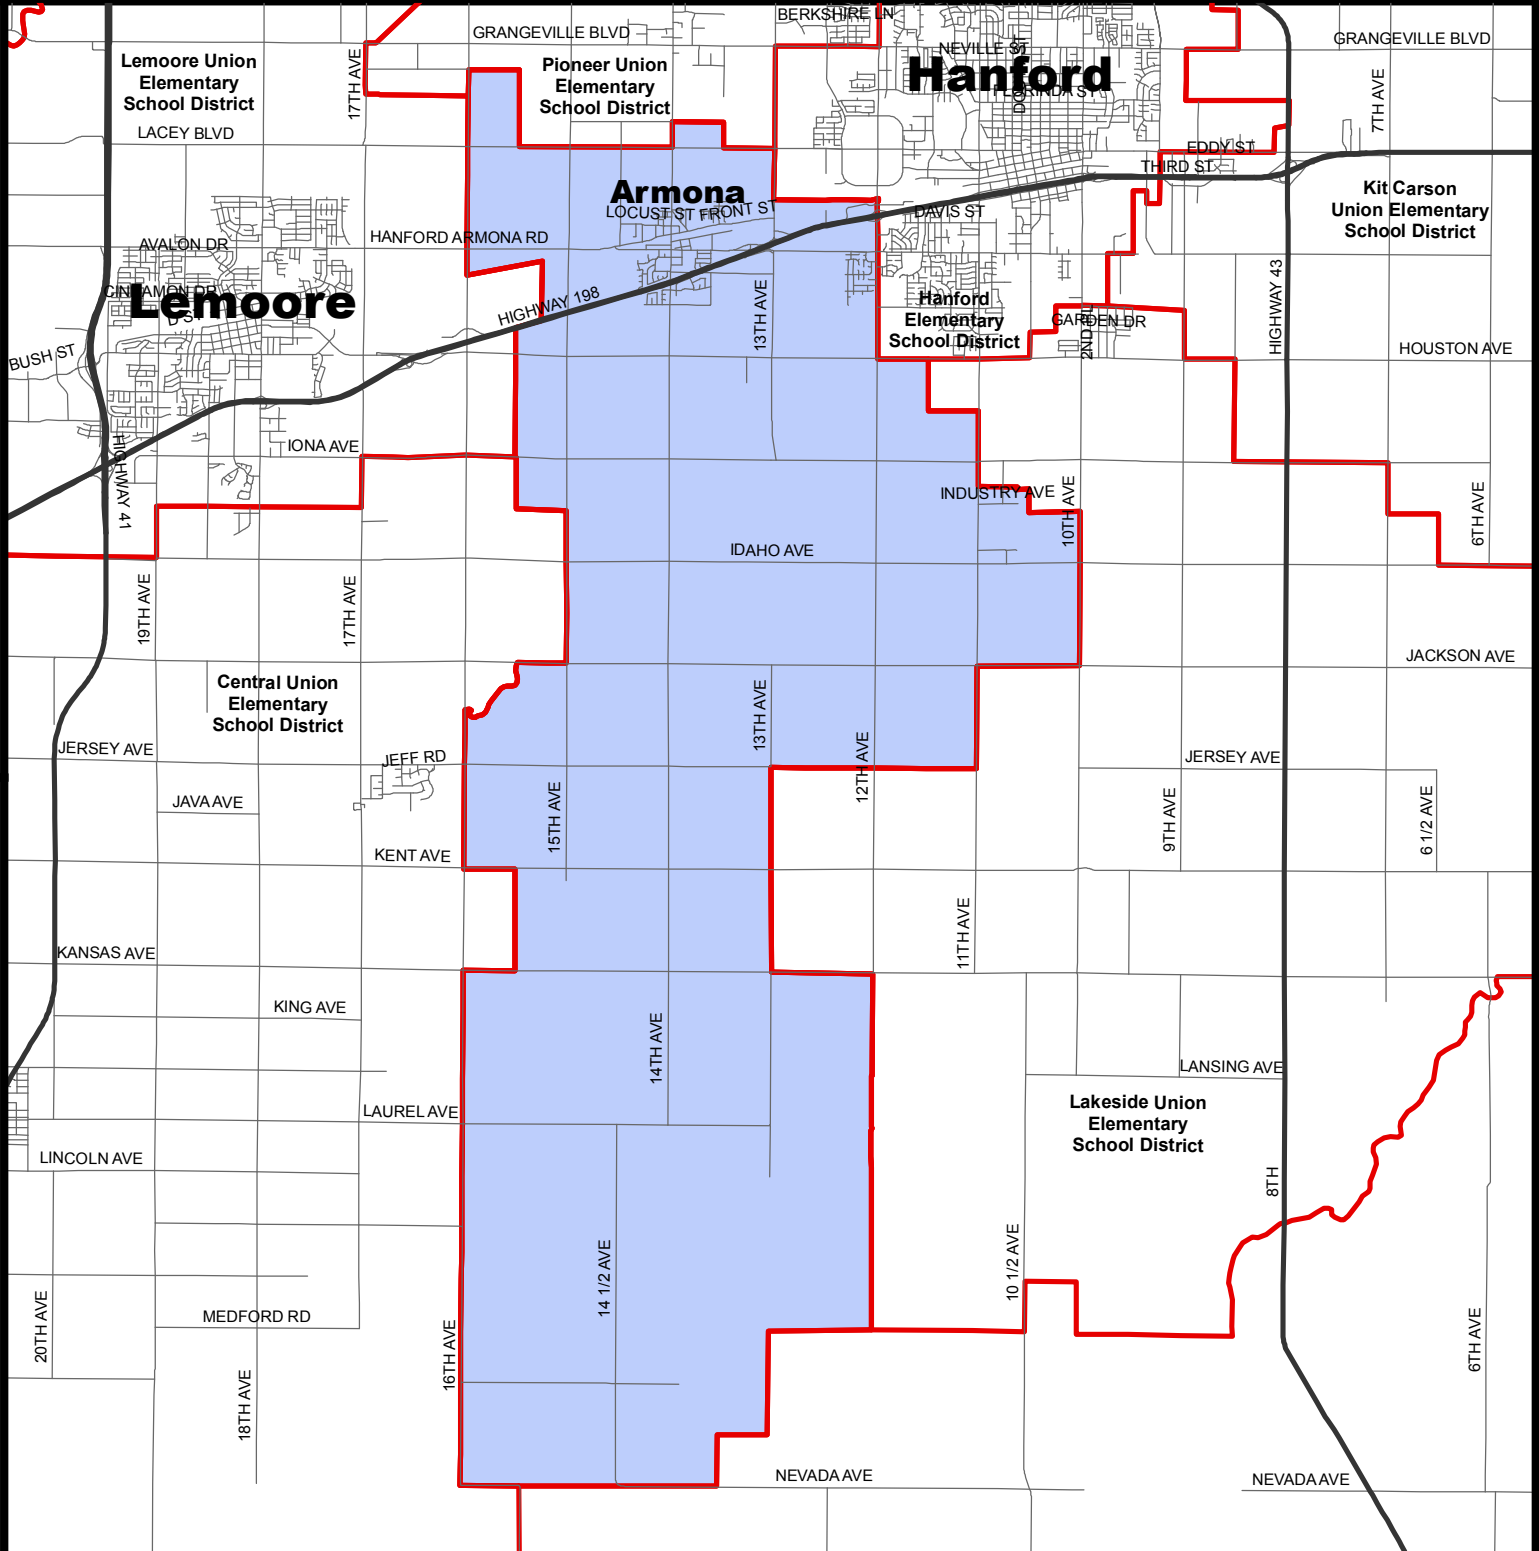 BERKSHIRE LN
GRANGEVILLE BLVD
GRANGEVILLE BLVD
NEVILLE ST
Hanford
FLORINDA ST
17TH AVE
7TH AVE
Lemoore Union
Elementary
School District
Pioneer Union
Elementary
School District
LACEY BLVD
EDDY ST
THIRD ST
Kit Carson
Union Elementary
School District
Armona
LOCUST ST
FRONT ST
DAVIS ST
HANFORD ARMONA RD
AVALON DR
CINNAMON DR
Lemoore
D ST
HIGHWAY 198
13TH AVE
Hanford
Elementary
School District
GARDEN DR
HIGHWAY 43
BUSH ST
HOUSTON AVE
IONA AVE
HIGHWAY 41
INDUSTRY AVE
10TH AVE
6TH AVE
IDAHO AVE
19TH AVE
17TH AVE
JACKSON AVE
Central Union
Elementary
School District
13TH AVE
12TH AVE
JERSEY AVE
JEFF RD
JERSEY AVE
JAVA AVE
15TH AVE
9TH AVE
6 1/2 AVE
KENT AVE
11TH AVE
KANSAS AVE
KING AVE
14TH AVE
LANSING AVE
LAUREL AVE
Lakeside Union
Elementary
School District
LINCOLN AVE
8TH
14 1/2 AVE
10 1/2 AVE
MEDFORD RD
20TH AVE
16TH AVE
6TH AVE
18TH AVE
NEVADA AVE
NEVADA AVE